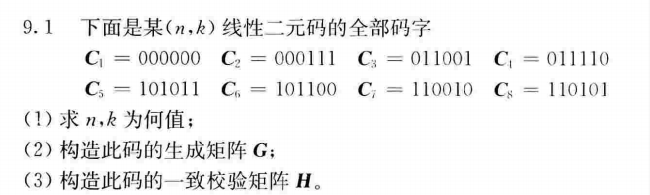 9.1 下面是某(n,k)线性二元码的全部码字
C₁ = 000000 C₂ = 000111 C₃ = 011001 C₄ = 011110
C₅ = 101011 C₆ = 101100 C₇ = 110010 C₈ = 110101
(1) 求 n,k 为何值;
(2) 构造此码的生成矩阵 G;
(3) 构造此码的一致校验矩阵 H。